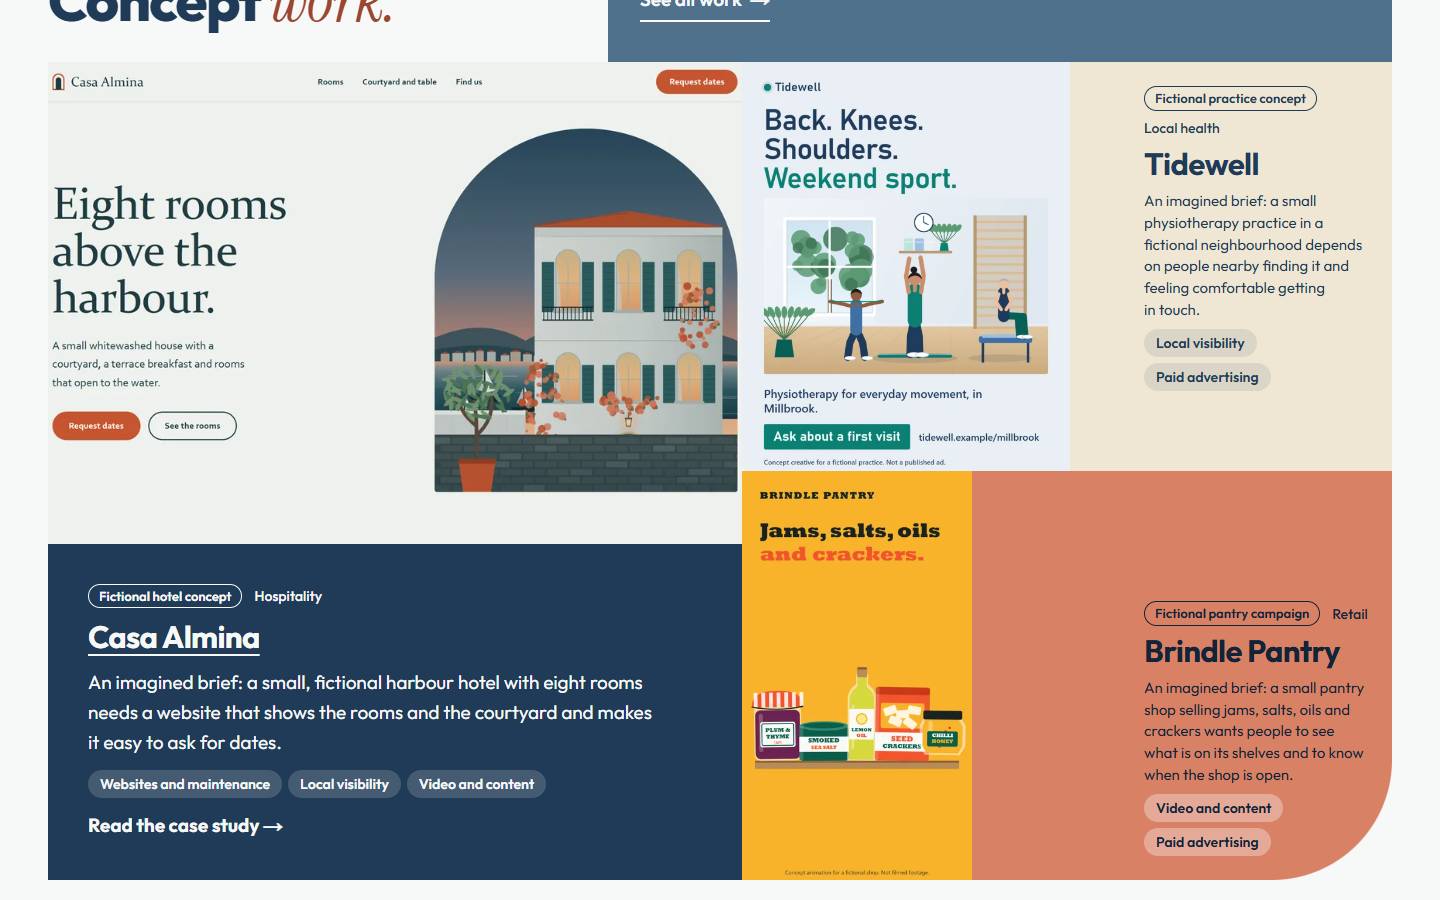 Concept work.
See all work →
Casa Almina
Rooms
Courtyard and table
Find us
Request dates
Eight rooms
above the
harbour.
A small whitewashed house with a
courtyard, a terrace breakfast and rooms
that open to the water.
Request dates
See the rooms
Fictional hotel concept
Hospitality
Casa Almina
An imagined brief: a small, fictional harbour hotel with eight rooms
needs a website that shows the rooms and the courtyard and makes
it easy to ask for dates.
Websites and maintenance
Local visibility
Video and content
Read the case study →
Tidewell
Back. Knees.
Shoulders.
Weekend sport.
Physiotherapy for everyday movement, in
Millbrook.
Ask about a first visit
tidewell.example/millbrook
Concept creative for a fictional practice. Not a published ad.
Fictional practice concept
Local health
Tidewell
An imagined brief: a small
physiotherapy practice in a
fictional neighbourhood depends
on people nearby finding it and
feeling comfortable getting
in touch.
Local visibility
Paid advertising
BRINDLE PANTRY
Jams, salts, oils
and crackers.
PLUM &
THYME
SMOKED
SEA SALT
LEMON
OIL
SEED
CRACKERS
CHILLI
HONEY
Concept animation for a fictional shop. Not filmed footage.
Fictional pantry campaign
Retail
Brindle Pantry
An imagined brief: a small pantry
shop selling jams, salts, oils and
crackers wants people to see
what is on its shelves and to know
when the shop is open.
Video and content
Paid advertising